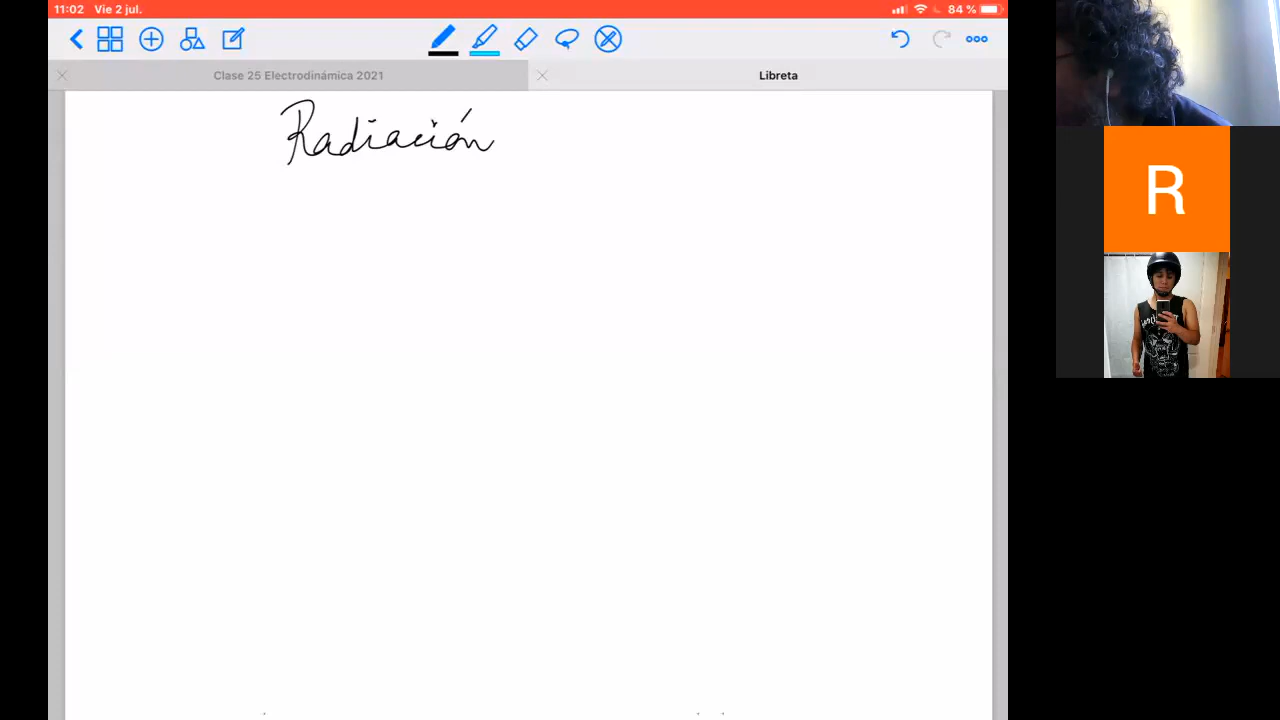 11:02 Vie 2 jul. 84 %
Clase 25 Electrodinámica 2021 Libreta
Radiación
R